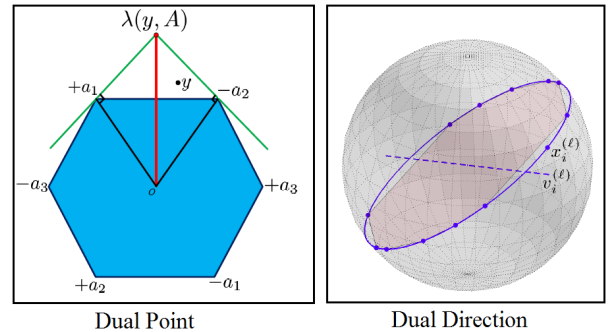 λ(y, A)
+a₁
y
−a₂
−a₃
o
+a₃
+a₂
−a₁
x_i^{(ℓ)}
v_i^{(ℓ)}
Dual Point
Dual Direction